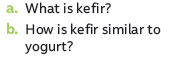 a. What is kefir?
b. How is kefir similar to
yogurt?